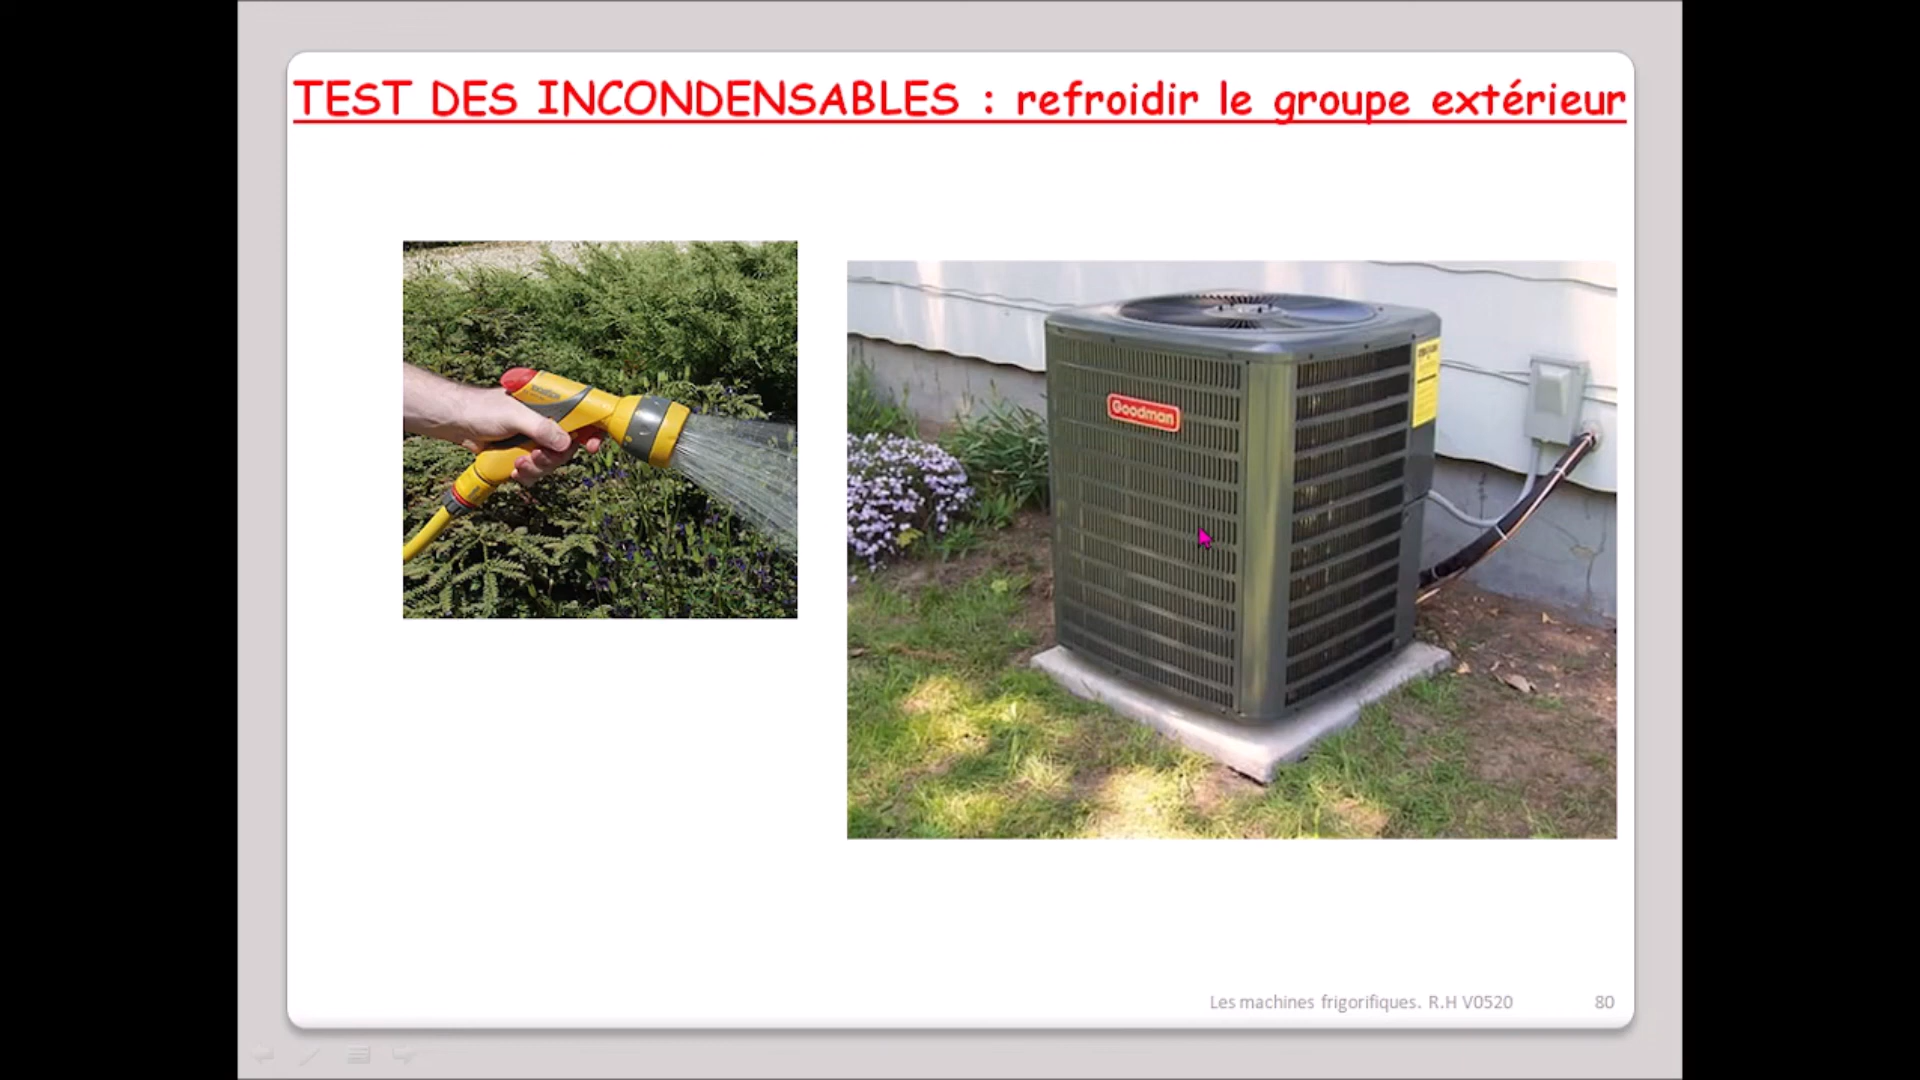 TEST DES INCONDENSABLES : refroidir le groupe extérieur
Goodman
Les machines frigorifiques. R.H V0520
80